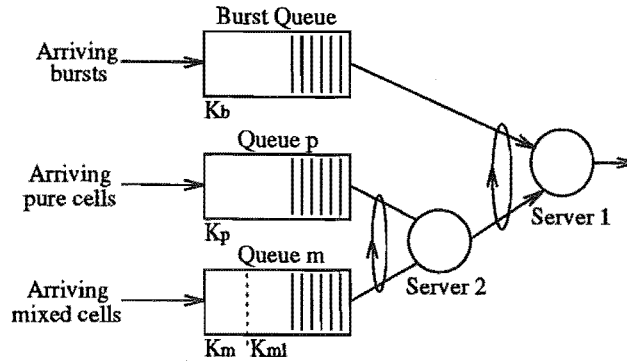 Burst Queue
Arriving
bursts
Kb
Queue p
Arriving
pure cells
Kp
Server 1
Queue m
Server 2
Arriving
mixed cells
Km
Km1